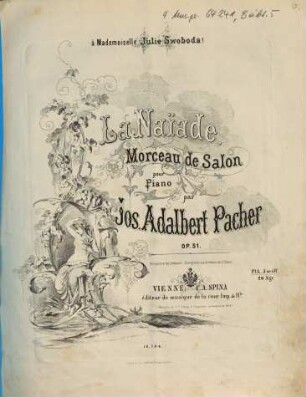 à Mademoiselle Julie Swoboda.
La Naïade
Morceau de Salon
pour
Piano
par
Jos. Adalbert Pacher
OP. 51.
VIENNE, C.A. SPINA
éditeur de musique de la cour Imp. & Rle